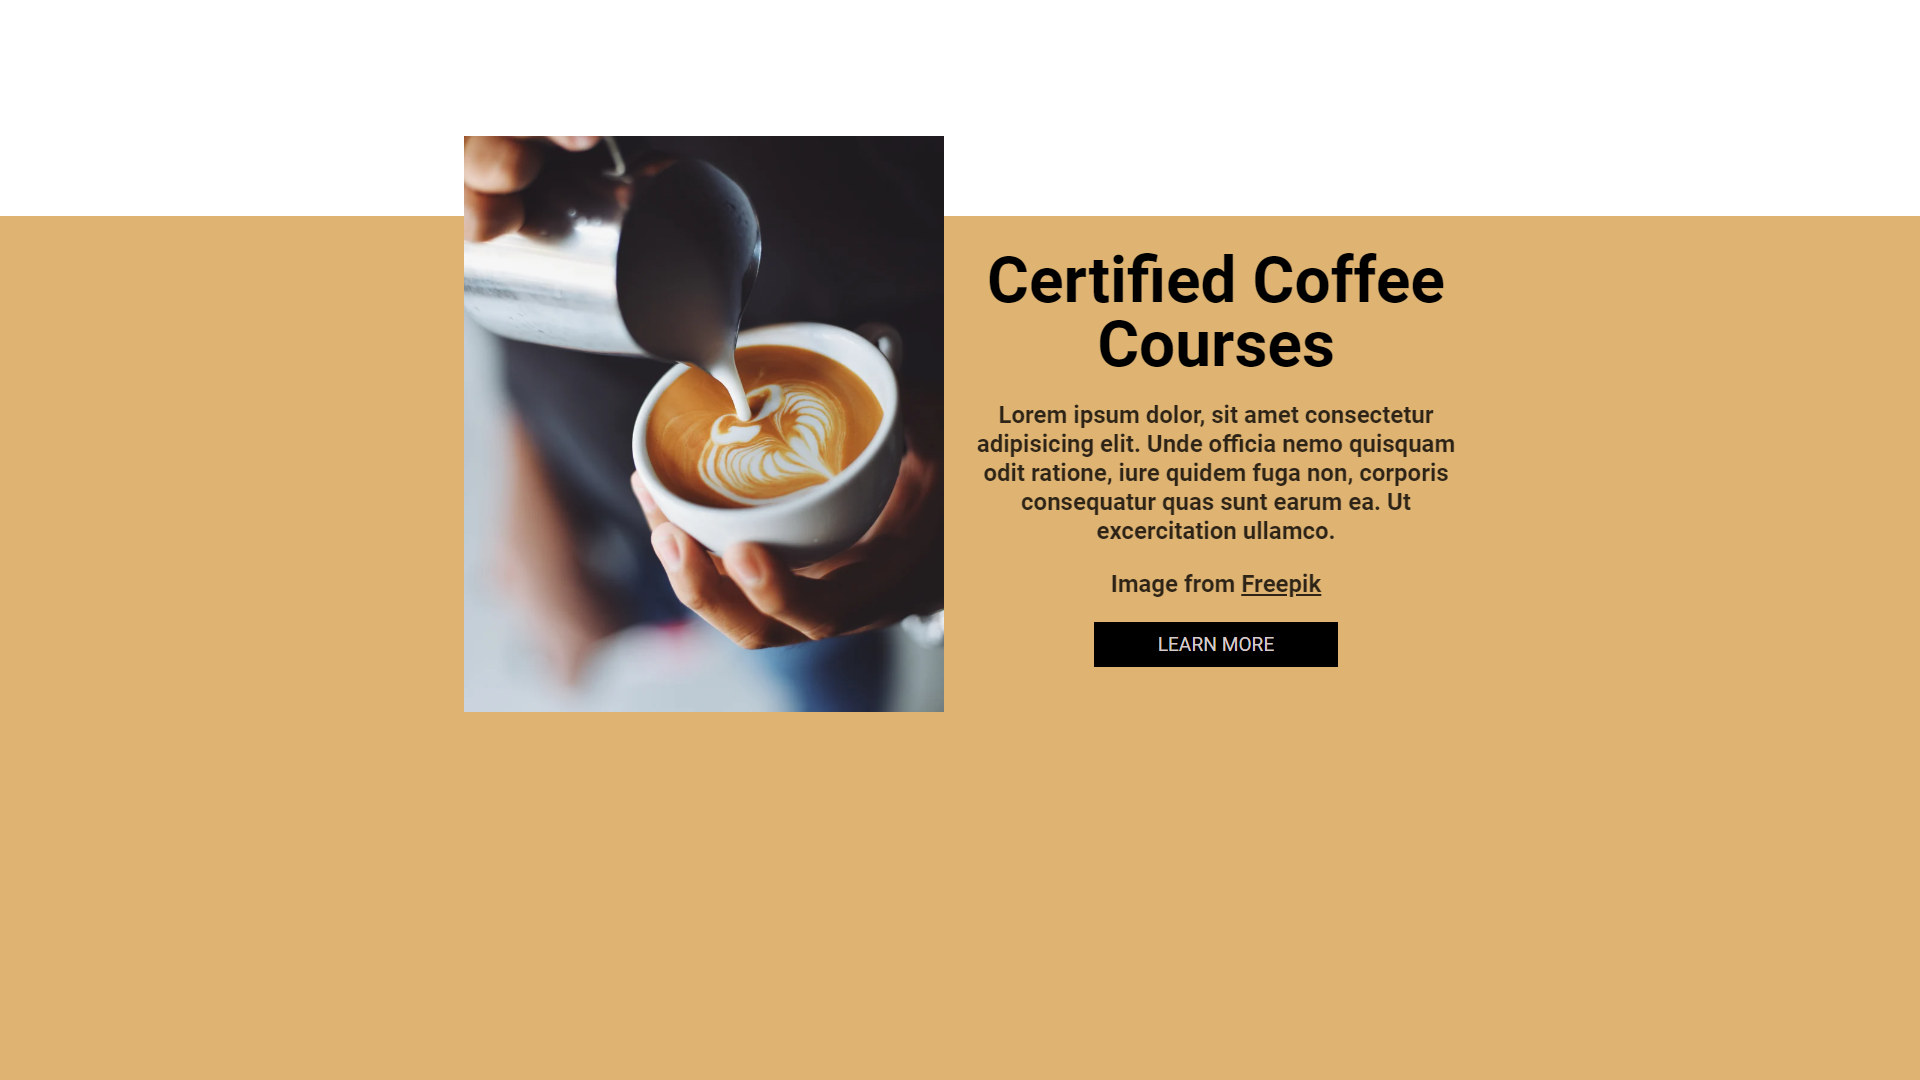 Certified Coffee
Courses
Lorem ipsum dolor, sit amet consectetur
adipisicing elit. Unde officia nemo quisquam
odit ratione, iure quidem fuga non, corporis
consequatur quas sunt earum ea. Ut
excercitation ullamco.
Image from Freepik
LEARN MORE